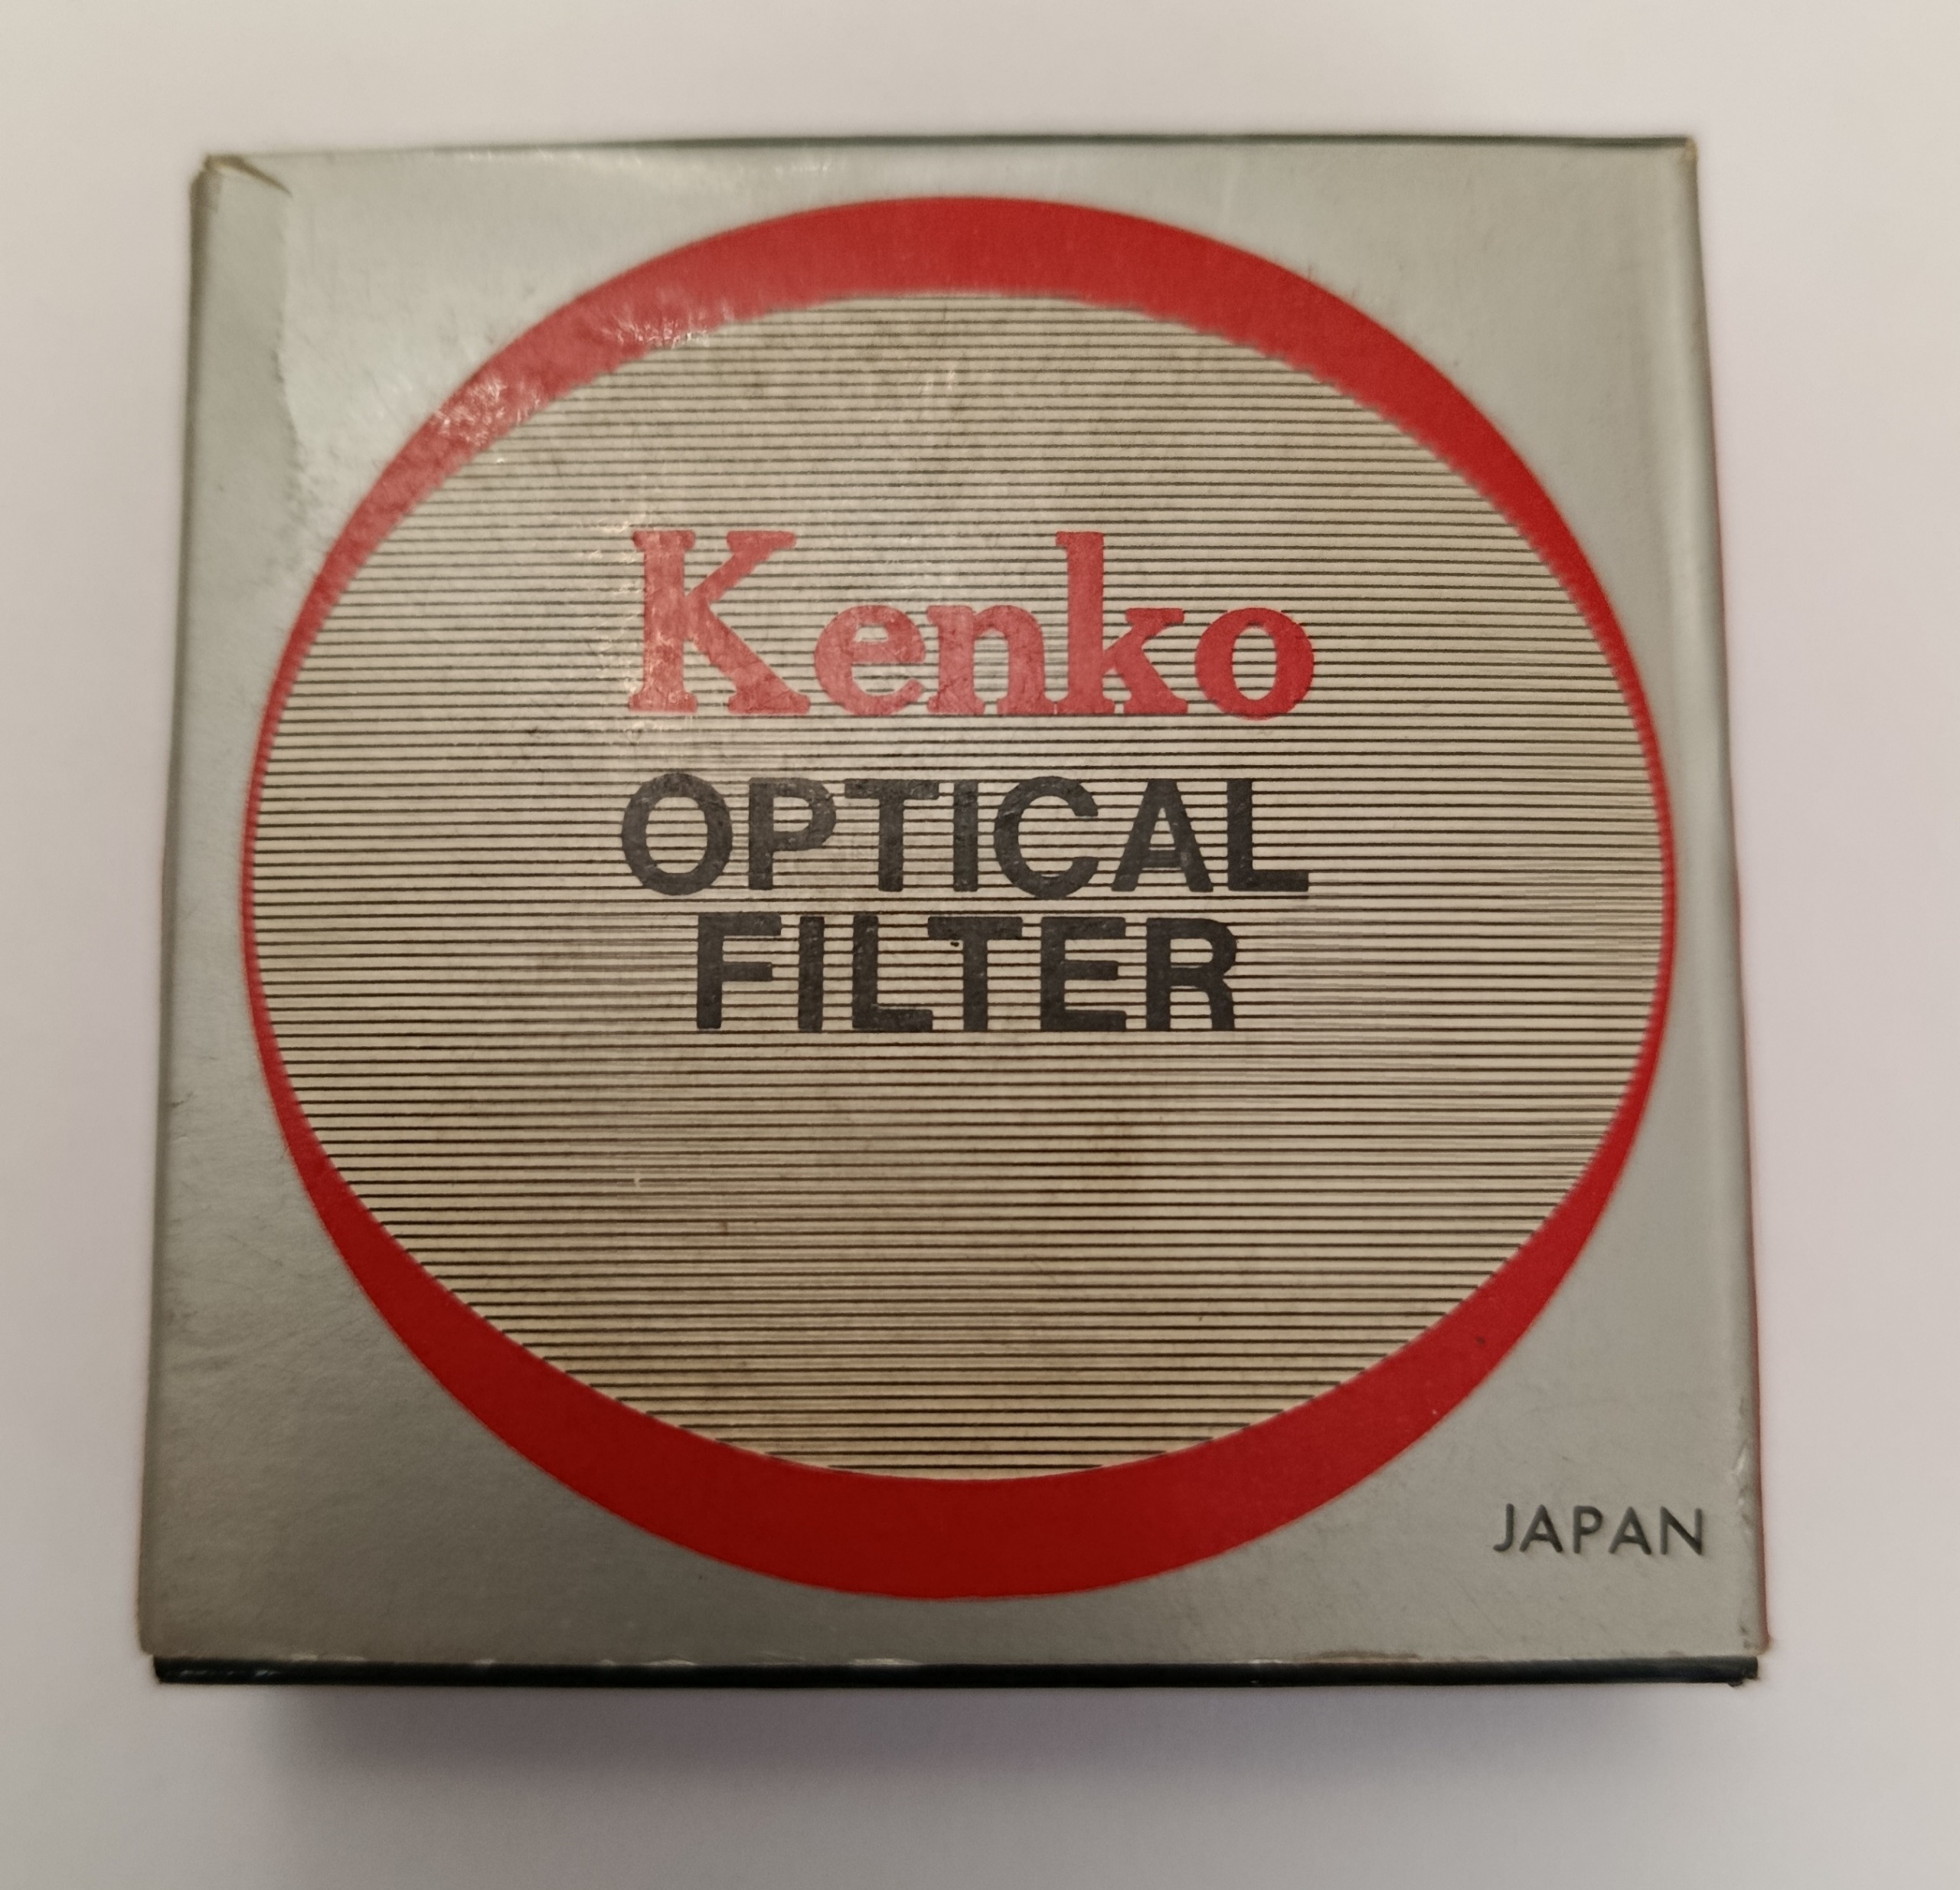 Kenko
OPTICAL
FILTER
JAPAN